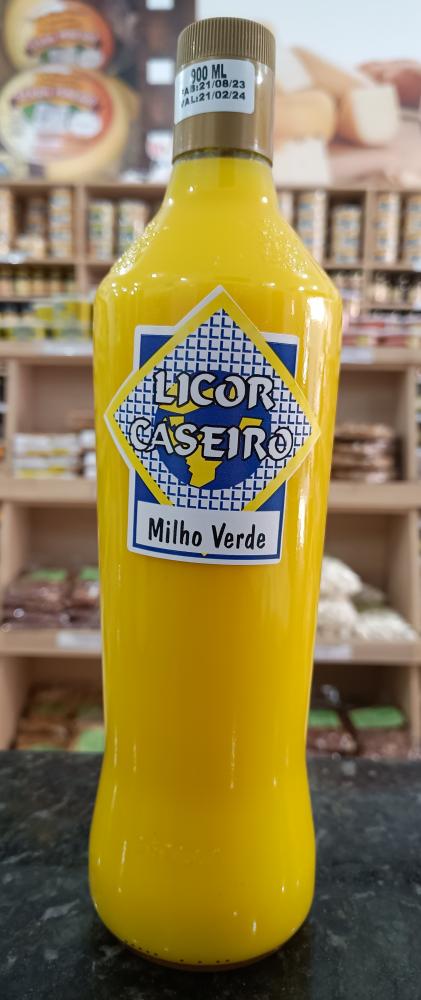 900 ML
FAB:21/08/23
VAL:21/02/24
LICOR
CASEIRO
Milho Verde